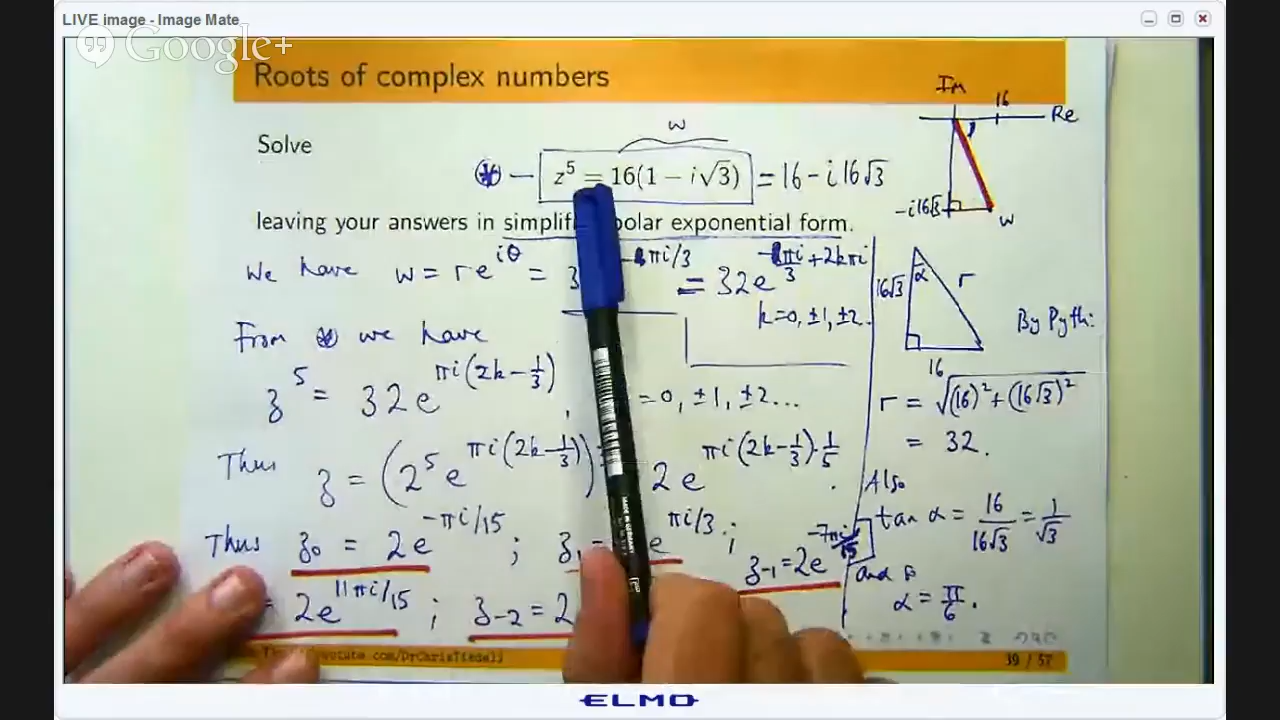 LIVE image - Image Mate
Google+
Roots of complex numbers
Solve
w
⊛ — z⁵ = 16(1 − i√3) = 16 − i16√3
leaving your answers in polar exponential form.
We have w = re^{iθ} = e^{-πi/3} = 32e^{-πi/3 + 2kπi}
k = 0, ±1, ±2.
From ⊛ we have
z⁵ = 32e^{πi(2k − 1/3)}, = 0, ±1, ±2...
Thus z = (2⁵e^{πi(2k − 1/3)}) 2e^{πi(2k − 1/3)·1/5}.
Thus z₀ = 2e^{-πi/15} ; z₁ = e^{πi/3} ; z₋₁ = 2e^{-7πi/15}
= 2e^{11πi/15} ; z₋₂ = 2
Im
16
Re
-i16√3
w
16√3
α
r
16
By Pyth:
r = √((16)² + (16√3)²)
= 32.
Also
tan α = 16/16√3 = 1/√3
and so
α = π/6.
39 / 57
ELMO